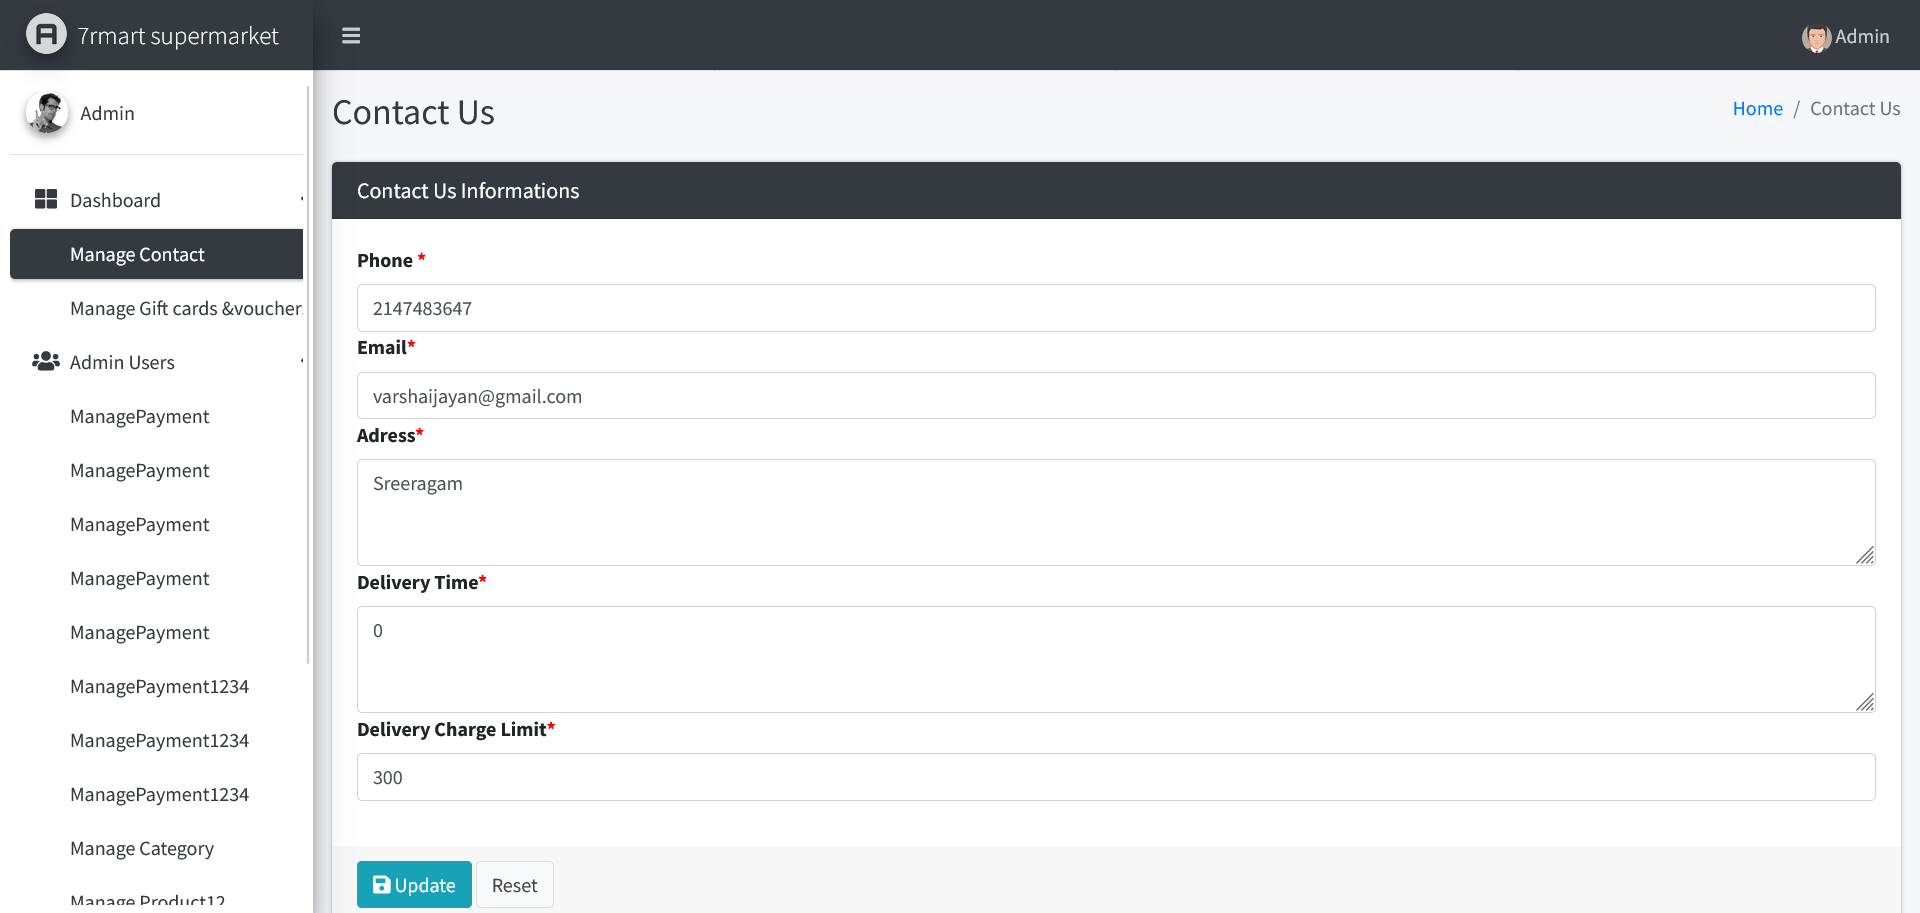 7rmart supermarket
Admin
Admin
Contact Us
Home / Contact Us
Dashboard
Manage Contact
Manage Gift cards &voucher
Admin Users
ManagePayment
ManagePayment
ManagePayment
ManagePayment
ManagePayment
ManagePayment1234
ManagePayment1234
ManagePayment1234
Manage Category
Manage Product12
Contact Us Informations
Phone *
2147483647
Email*
varshaijayan@gmail.com
Adress*
Sreeragam
Delivery Time*
0
Delivery Charge Limit*
300
Update
Reset